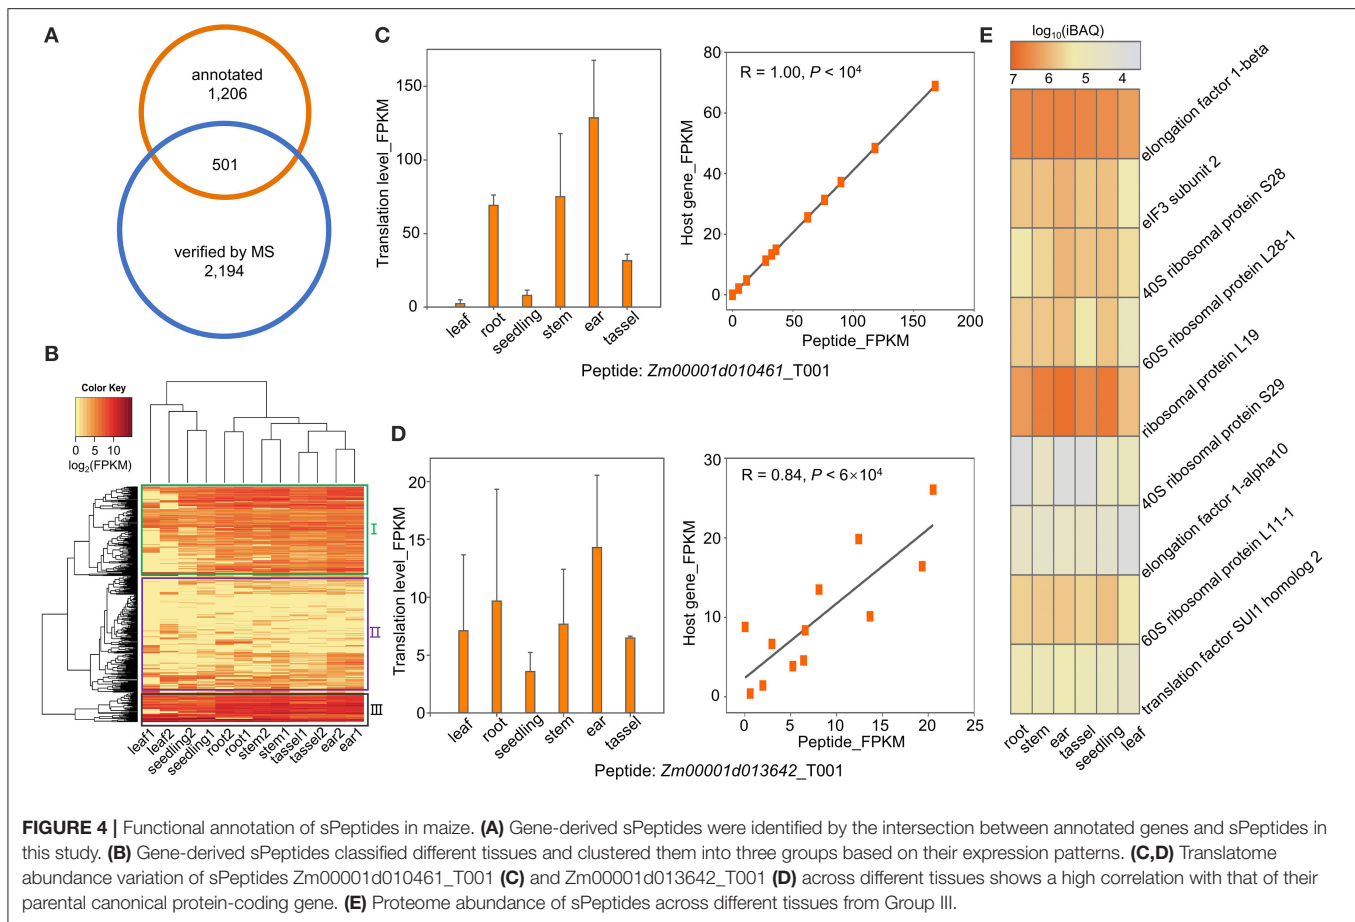 A
annotated
1,206
501
verified by MS
2,194
B
Color Key
0 5 10
log₂(FPKM)
I
II
III
leaf1
leaf2
seedling2
seedling1
root2
root1
stem2
stem1
tassel1
tassel2
ear2
ear1
C
Translation level_FPKM
150
100
50
0
leaf
root
seedling
stem
ear
tassel
R = 1.00, P < 10⁴
Host gene_FPKM
80
60
40
20
0
0 50 100 150 200
Peptide_FPKM
Peptide: Zm00001d010461_T001
D
Translation level_FPKM
20
15
10
5
0
leaf
root
seedling
stem
ear
tassel
R = 0.84, P < 6×10⁴
Host gene_FPKM
30
20
10
0
0 5 10 15 20 25
Peptide_FPKM
Peptide: Zm00001d013642_T001
E
log₁₀(iBAQ)
7 6 5 4
elongation factor 1-beta
eIF3 subunit 2
40S ribosomal protein S28
60S ribosomal protein L28-1
ribosomal protein L19
40S ribosomal protein S29
elongation factor 1-alpha10
60S ribosomal protein L11-1
translation factor SUI1 homolog 2
root
stem
ear
tassel
seedling
leaf
FIGURE 4 | Functional annotation of sPeptides in maize. (A) Gene-derived sPeptides were identified by the intersection between annotated genes and sPeptides in
this study. (B) Gene-derived sPeptides classified different tissues and clustered them into three groups based on their expression patterns. (C,D) Translatome
abundance variation of sPeptides Zm00001d010461_T001 (C) and Zm00001d013642_T001 (D) across different tissues shows a high correlation with that of their
parental canonical protein-coding gene. (E) Proteome abundance of sPeptides across different tissues from Group III.